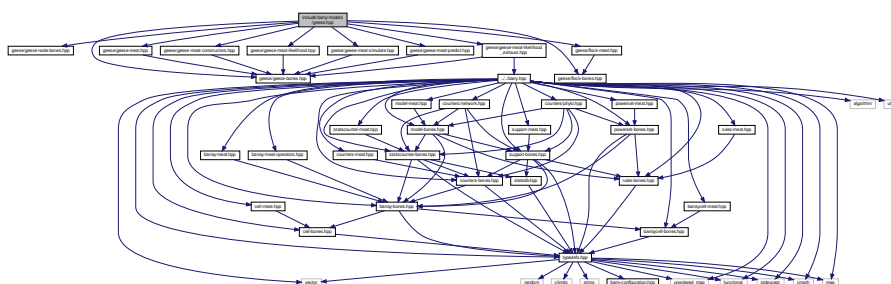 include/barry/models
/geese.hpp
geese/geese-node-bones.hpp
geese/geese-meat.hpp
geese/geese-meat-constructors.hpp
geese/geese-meat-likelihood.hpp
geese/geese-meat-simulate.hpp
geese/geese-meat-predict.hpp
geese/geese-meat-likelihood
_exhaust.hpp
geese/flock-meet.hpp
geese/geese-bones.hpp
../../barry.hpp
geese/flock-bones.hpp
model-meat.hpp
counters/network.hpp
counters/phylo.hpp
powerset-meat.hpp
algorithm
statscounter-meat.hpp
model-bones.hpp
support-meat.hpp
powerset-bones.hpp
rules-meat.hpp
barray-meat.hpp
barray-meat-operators.hpp
counters-meat.hpp
statscounter-bones.hpp
support-bones.hpp
counters-bones.hpp
statsdb.hpp
rules-bones.hpp
cell-meat.hpp
barray-bones.hpp
barraycell-meat.hpp
cell-bones.hpp
barraycell-bones.hpp
typedefs.hpp
vector
random
climits
string
barry-configuration.hpp
unordered_map
functional
stdexcept
cmath
map